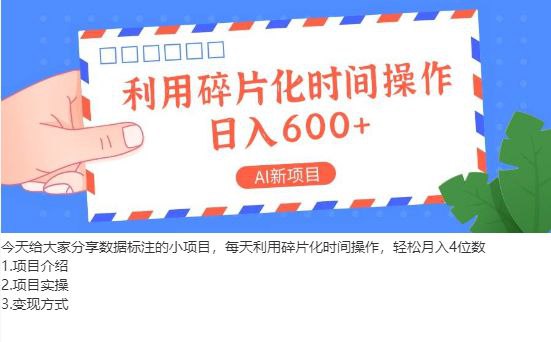 利用碎片化时间操作
日入600+
AI新项目
今天给大家分享数据标注的小项目，每天利用碎片化时间操作，轻松月入4位数
1.项目介绍
2.项目实操
3.变现方式